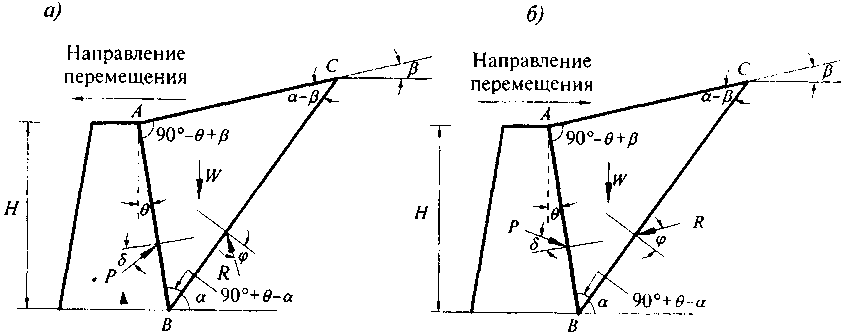 а)
Направление
перемещения
C
β
α–β
A
90°–θ+β
W
H
θ
δ
P
R
φ
α
90°+θ–α
B
б)
Направление
перемещения
C
β
α–β
A
90°–θ+β
W
H
θ
P
δ
R
φ
α
90°+θ–α
B